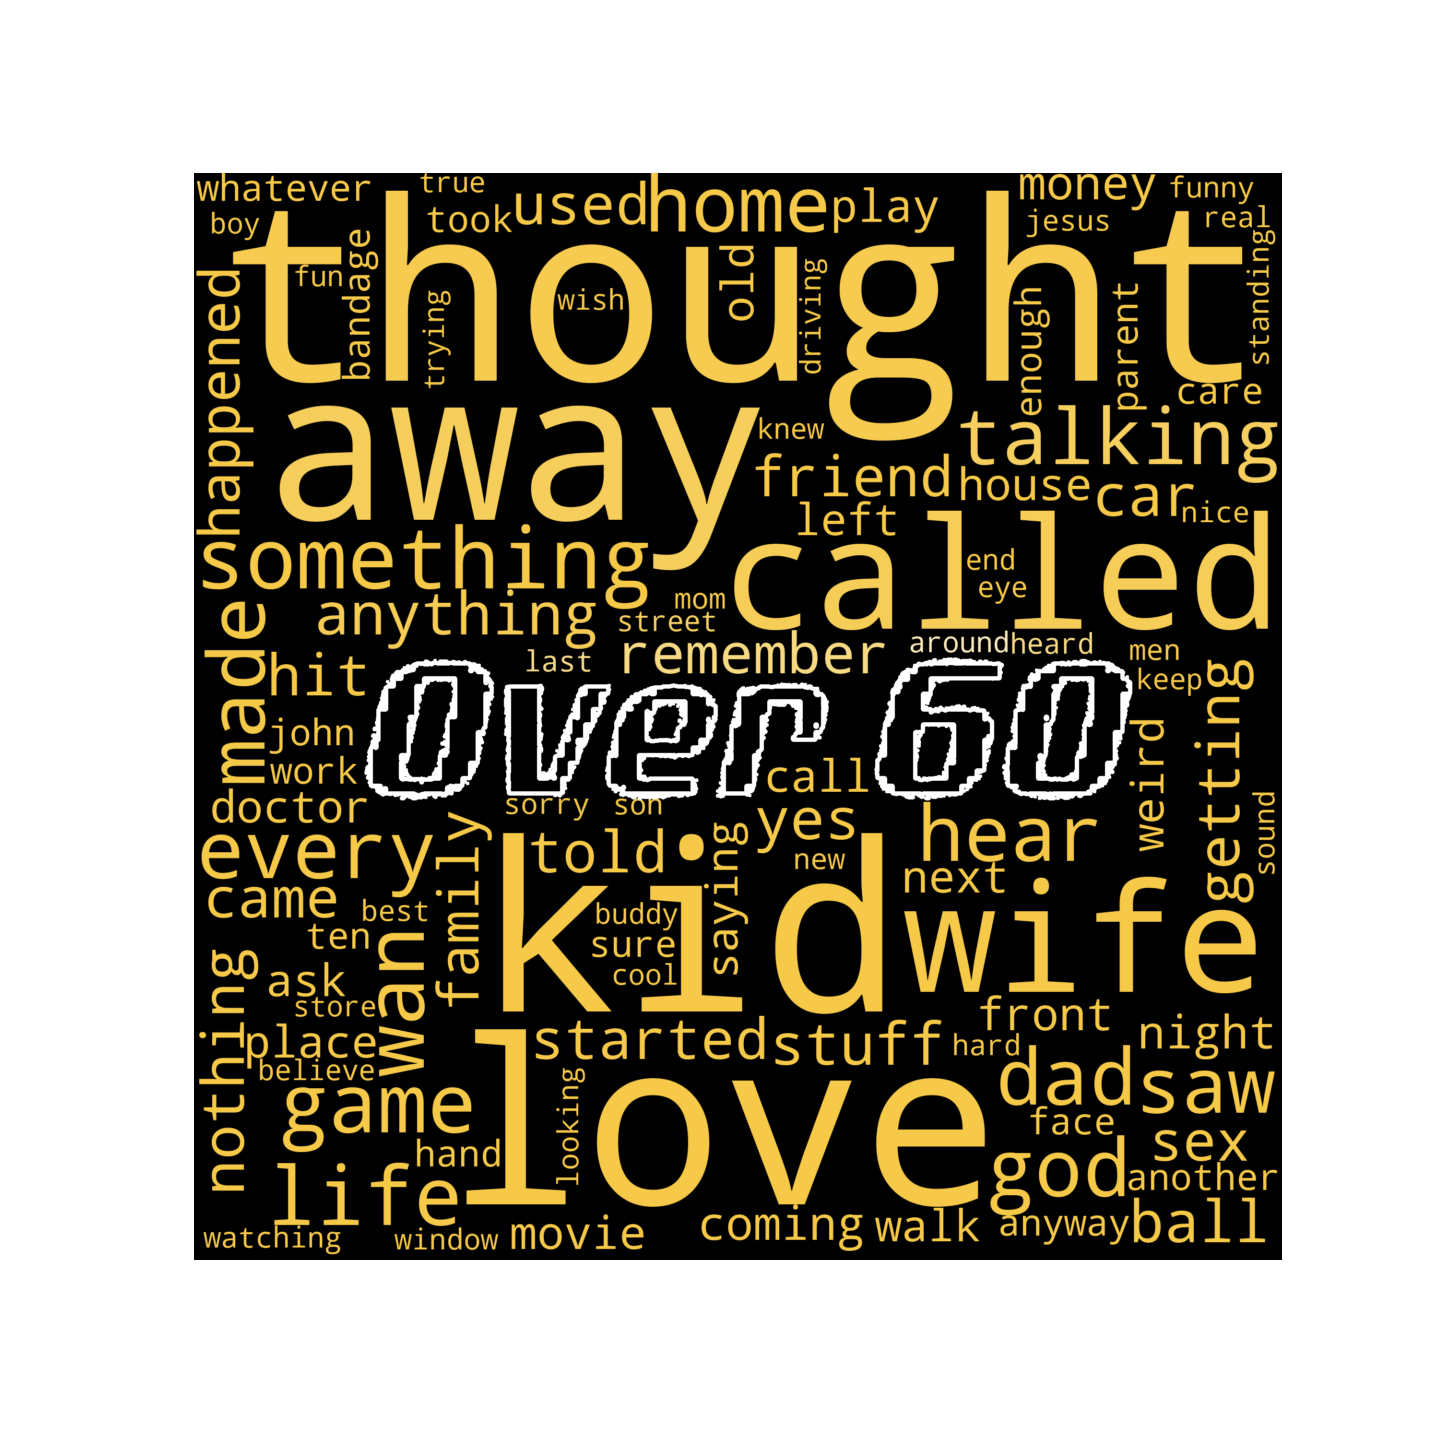 whatever
true
used
home
play
money
funny
boy
took
jesus
real
thought
fun
bandage
trying
wish
old
driving
enough
parent
standing
care
happened
away
knew
talking
friend
house
car
nice
left
something
called
end
eye
anything
mom
street
made
remember
around
heard
men
hit
last
keep
Over 60
john
work
call
weird
getting
doctor
sorry
son
yes
hear
sound
every
family
told
saying
new
next
kid
wife
came
best
buddy
ten
wan
sure
cool
ask
store
nothing
place
believe
started
stuff
front
hard
night
love
looking
dad
saw
game
face
sex
hand
god
another
life
watching
window
movie
coming
walk
anyway
ball